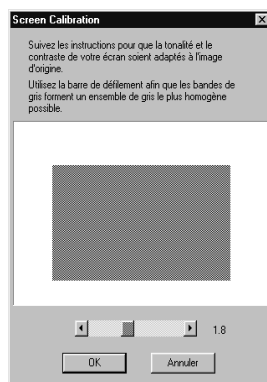 Screen Calibration
Suivez les instructions pour que la tonalité et le
contraste de votre écran soient adaptés à l'image
d'origine.
Utilisez la barre de défilement afin que les bandes de
gris forment un ensemble de gris le plus homogène
possible.
1.8
OK
Annuler